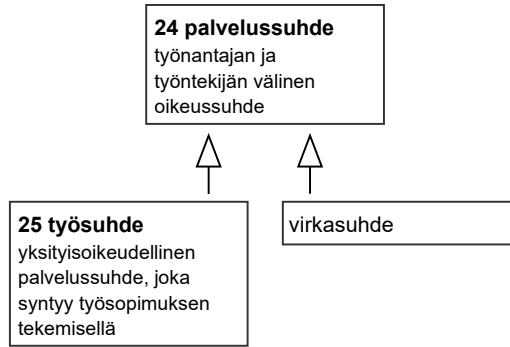 24 palvelussuhde
työnantajan ja
työntekijän välinen
oikeussuhde
25 työsuhde
yksityisoikeudellinen
palvelussuhde, joka
syntyy työsopimuksen
tekemisellä
virkasuhde